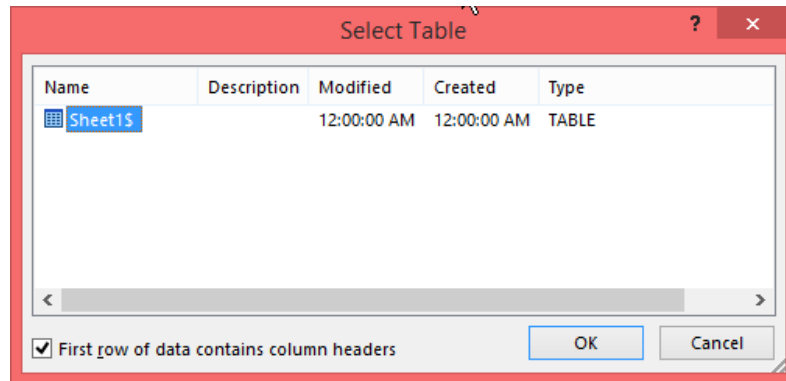 Select Table
? ×
Name Description Modified Created Type
Sheet1$ 12:00:00 AM 12:00:00 AM TABLE
< >
First row of data contains column headers OK Cancel